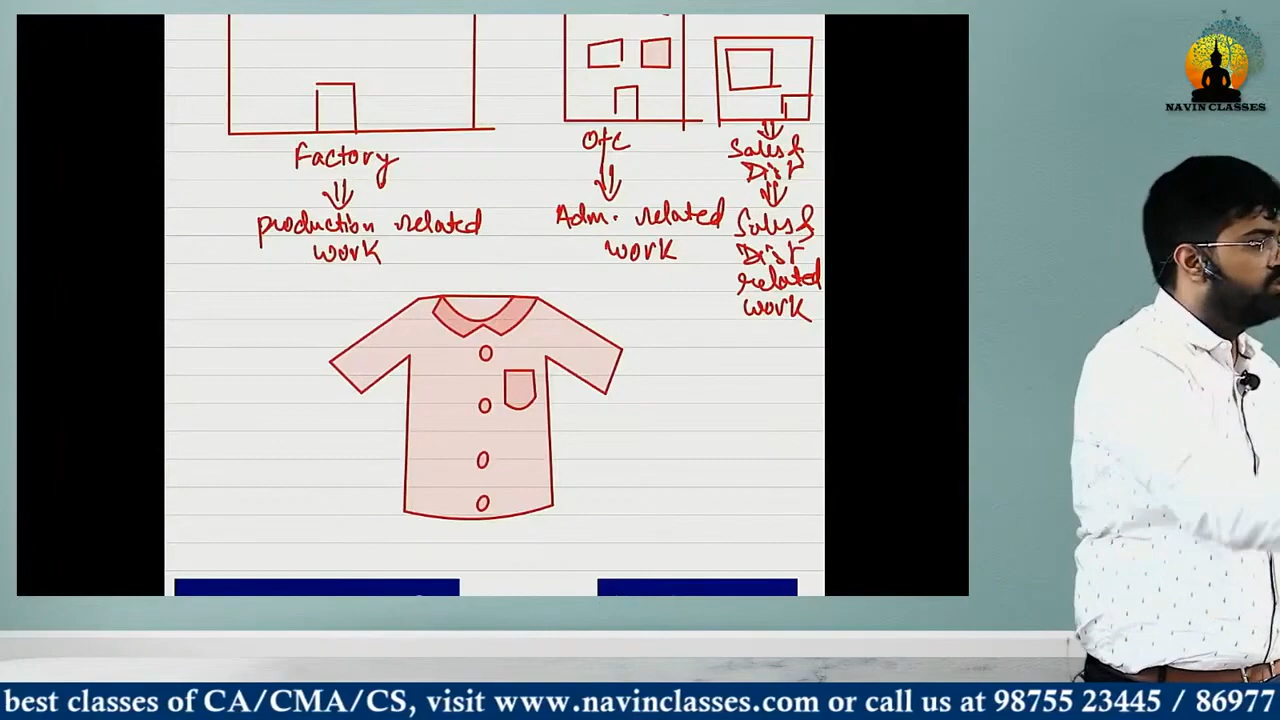 NAVIN CLASSES
Factory
production related
work
Ofc
Adm. related
work
Sales &
Dist
Sales &
Dist
related
work
best classes of CA/CMA/CS, visit www.navinclasses.com or call us at 98755 23445 / 86977